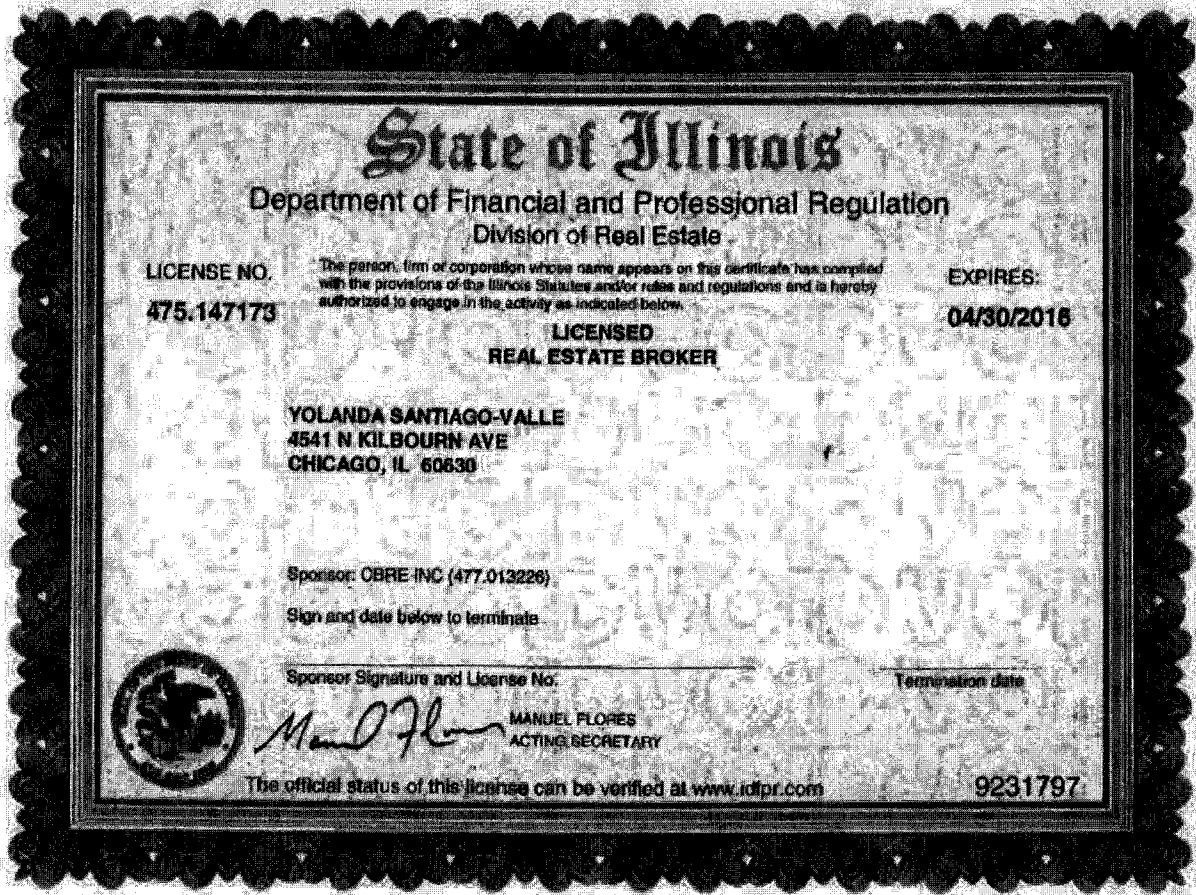 State of Illinois
Department of Financial and Professional Regulation
Division of Real Estate
LICENSE NO.
475.147173
The person, firm or corporation whose name appears on this certificate has complied
with the provisions of the Illinois Statutes and/or rules and regulations and is hereby
authorized to engage in the activity as indicated below.
EXPIRES:
04/30/2016
LICENSED
REAL ESTATE BROKER
YOLANDA SANTIAGO-VALLE
4541 N KILBOURN AVE
CHICAGO, IL 60630
Sponsor: CBRE INC (477.013226)
Sign and date below to terminate
Sponsor Signature and License No.
Termination date
MANUEL FLORES
ACTING SECRETARY
The official status of this license can be verified at www.idfpr.com
9231797